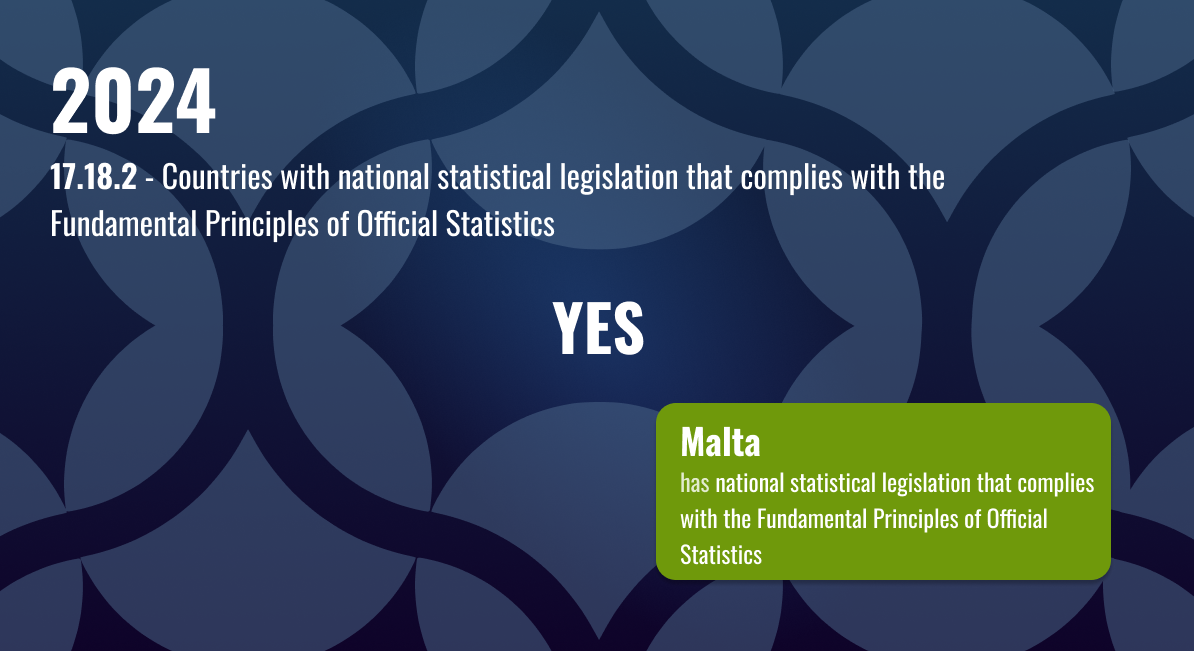 2024
17.18.2 - Countries with national statistical legislation that complies with the
Fundamental Principles of Official Statistics
YES
Malta
has national statistical legislation that complies
with the Fundamental Principles of Official
Statistics